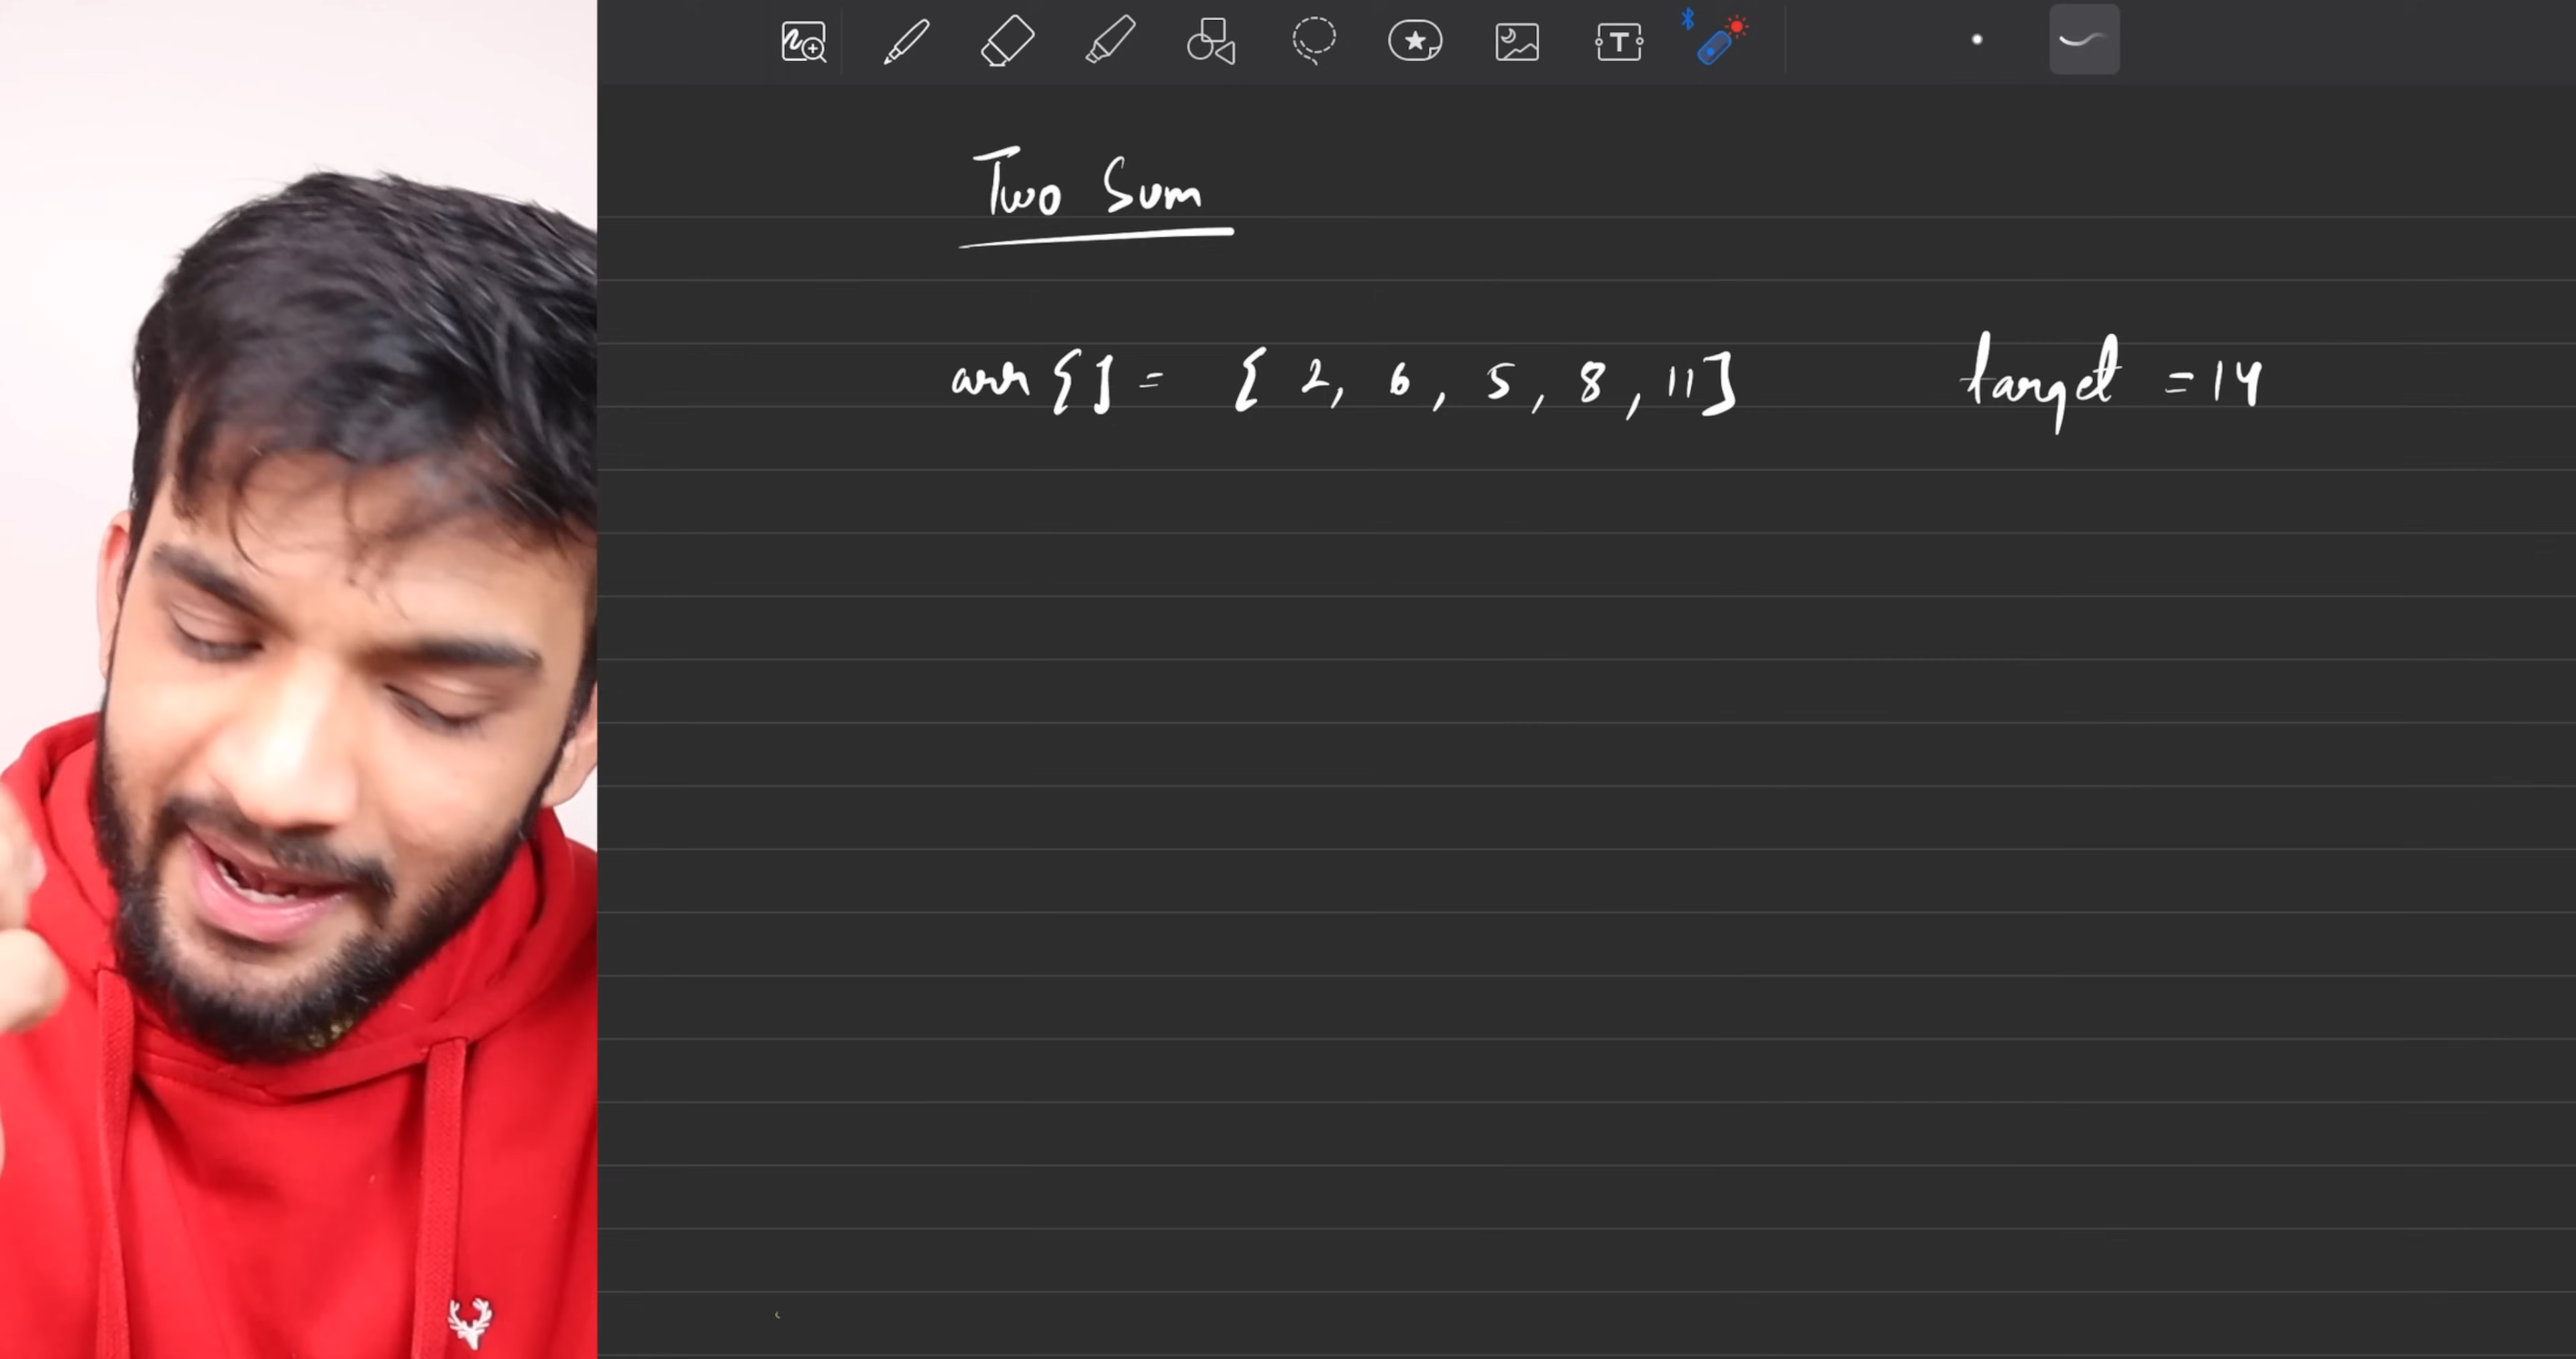 Two Sum
arr {] = { 2, 6, 5, 8, 11] target = 14